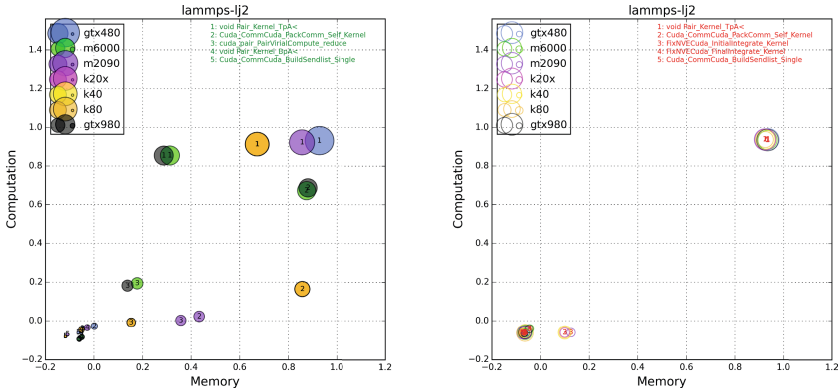 lammps-lj2
gtx480
m6000
m2090
k20x
k40
k80
gtx980
1: void Pair_Kernel_TpA<
2: Cuda_CommCuda_PackComm_Self_Kernel
3: cuda_pair_PairVirialCompute_reduce
4: void Pair_Kernel_BpA<
5: Cuda_CommCuda_BuildSendlist_Single
Computation
1.4
1.2
1.0
0.8
0.6
0.4
0.2
0.0
−0.2
−0.2 0.0 0.2 0.4 0.6 0.8 1.0 1.2
Memory
lammps-lj2
gtx480
m6000
m2090
k20x
k40
k80
gtx980
1: void Pair_Kernel_TpA<
2: Cuda_CommCuda_PackComm_Self_Kernel
3: FixNVECuda_InitialIntegrate_Kernel
4: FixNVECuda_FinalIntegrate_Kernel
5: Cuda_CommCuda_BuildSendlist_Single
Computation
1.4
1.2
1.0
0.8
0.6
0.4
0.2
0.0
−0.2
−0.2 0.0 0.2 0.4 0.6 0.8 1.0 1.2
Memory